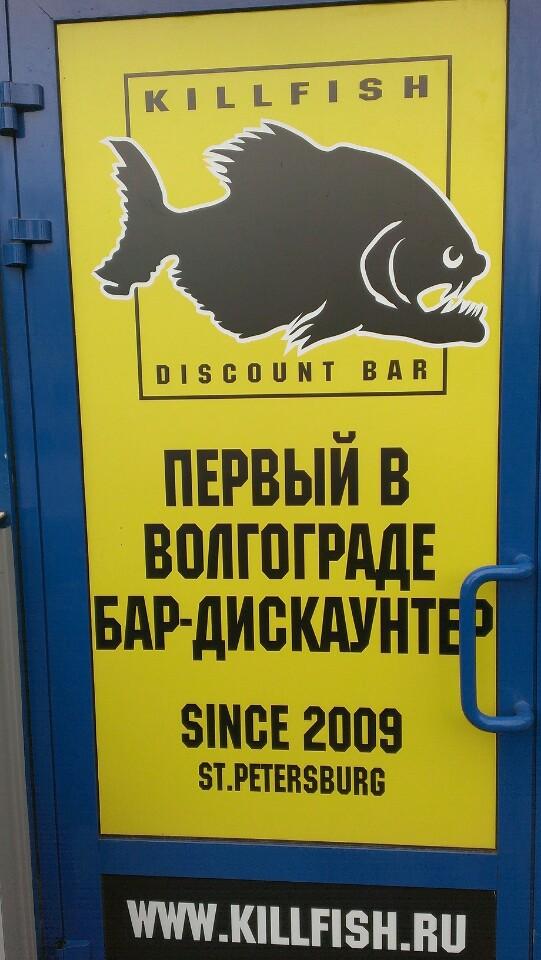 KILLFISH
DISCOUNT BAR
ПЕРВЫЙ В
ВОЛГОГРАДЕ
БАР-ДИСКАУНТЕР
SINCE 2009
ST.PETERSBURG
WWW.KILLFISH.RU